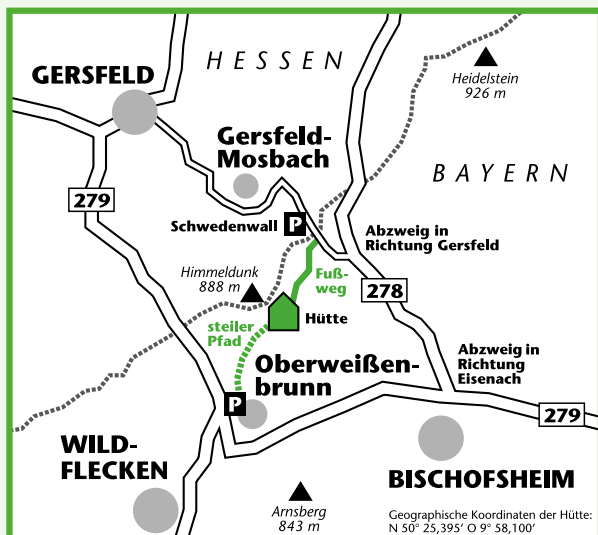 HESSEN
GERSFELD
Heidelstein
926 m
Gersfeld-
Mosbach
BAYERN
279
Schwedenwall
P
Abzweig in
Richtung Gersfeld
Himmeldunk
888 m
Fuß-
weg
278
Hütte
steiler
Pfad
Oberweißen-
brunn
Abzweig in
Richtung
Eisenach
P
279
WILD-
FLECKEN
BISCHOFSHEIM
Arnsberg
843 m
Geographische Koordinaten der Hütte:
N 50° 25,395' O 9° 58,100'